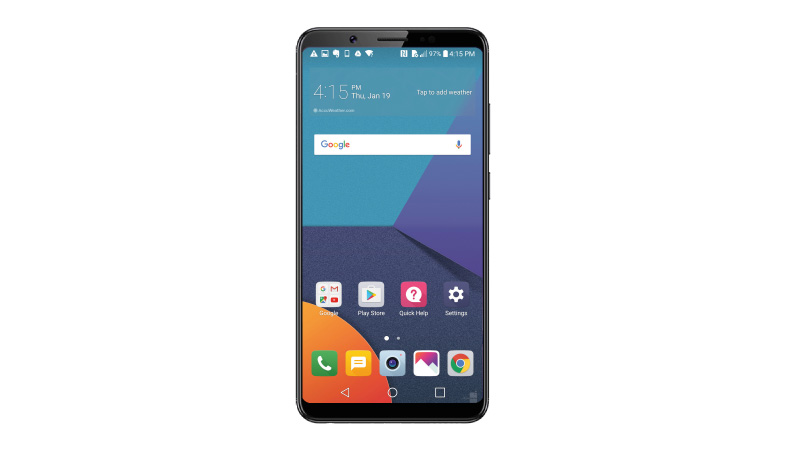 97% 4:15 PM
4:15 PM
Thu, Jan 19
Tap to add weather
AccuWeather.com
Google
Google
Play Store
Quick Help
Settings